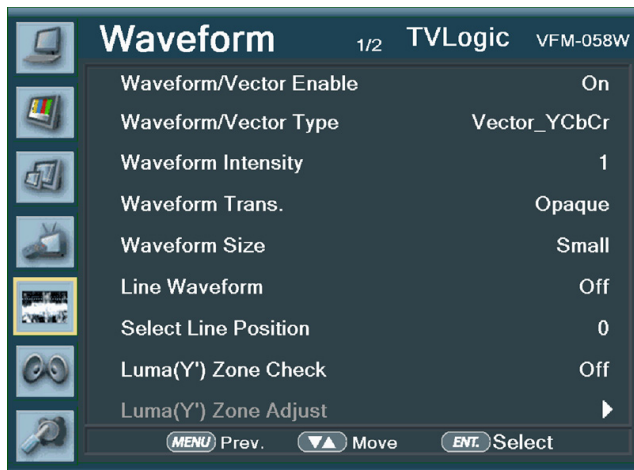 Waveform 1/2 TVLogic VFM-058W
Waveform/Vector Enable On
Waveform/Vector Type Vector_YCbCr
Waveform Intensity 1
Waveform Trans. Opaque
Waveform Size Small
Line Waveform Off
Select Line Position 0
Luma(Y') Zone Check Off
Luma(Y') Zone Adjust
MENU Prev. Move ENT. Select